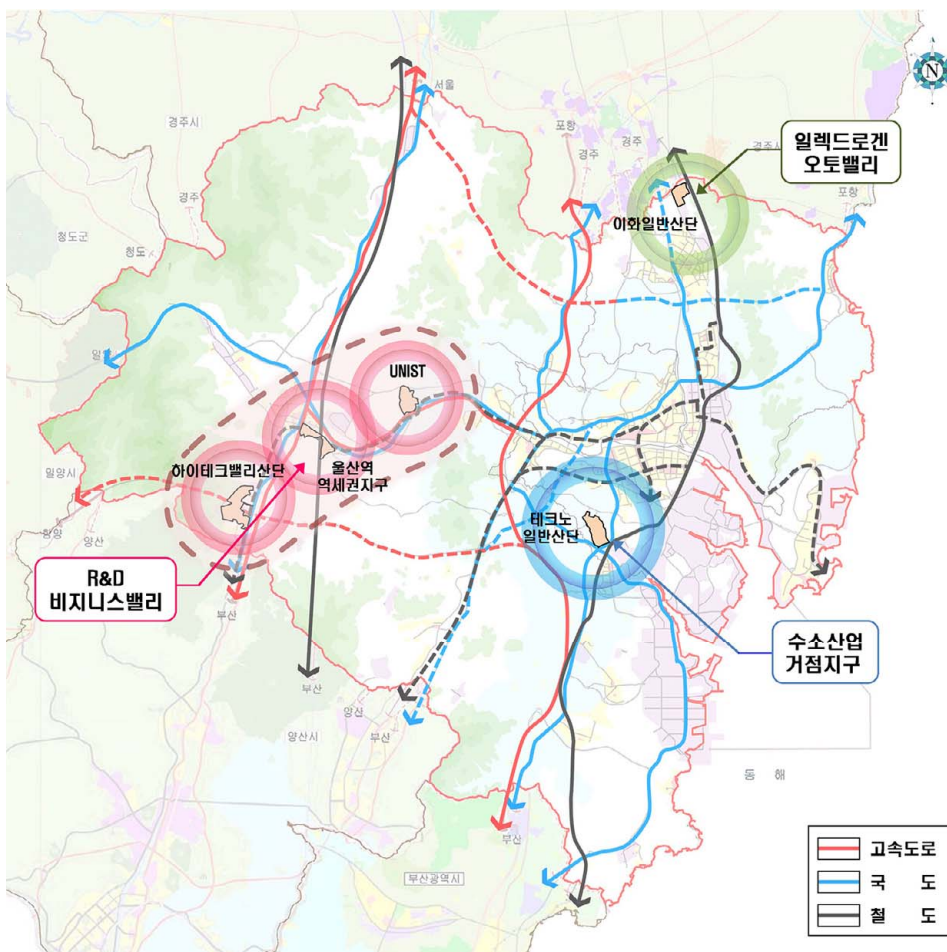 N
서울
경주시
포항
경주
경주
경주시
일렉드로겐
오토밸리
포항
경주
청도군
청도
이화일반산단
UNIST
밀양시
하이테크밸리산단
울산역
역세권지구
함양
양산
테크노
일반산단
R&D
비지니스밸리
부산
수소산업
거점지구
부산
양산
양산시
부산
동 해
부산
부산광역시
고속도로
국 도
철 도